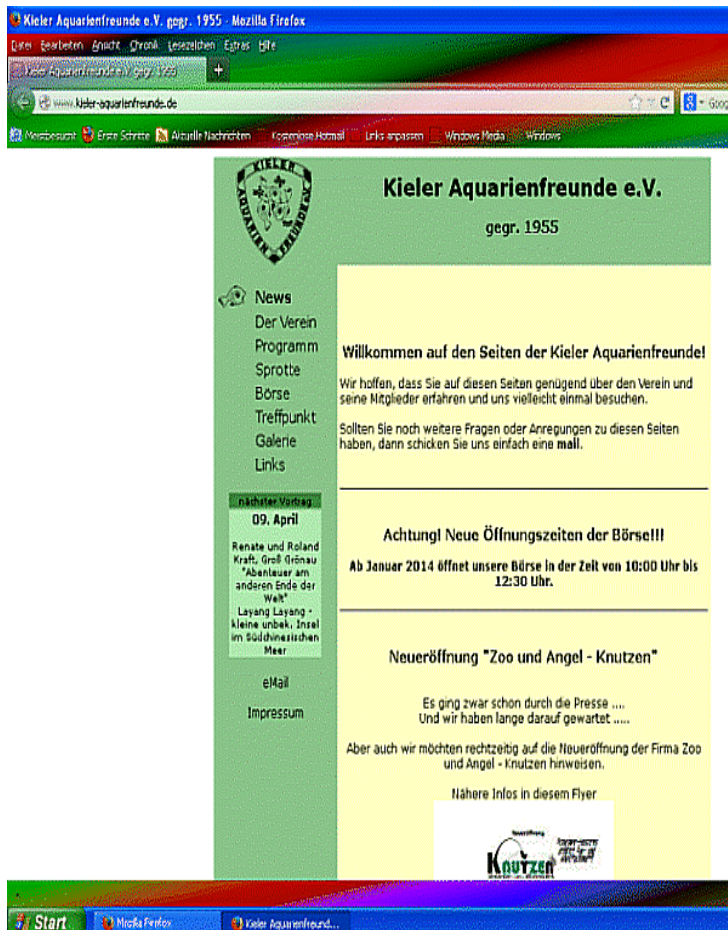 Kieler Aquarienfreunde e.V. gegr. 1955 - Mozilla Firefox
Datei Bearbeiten Ansicht Chronik Lesezeichen Extras Hilfe
Kieler Aquarienfreunde e.V. gegr. 1955
www.kieler-aquarienfreunde.de
Goog
Meistbesucht Erste Schritte Aktuelle Nachrichten Kostenlose Hotmail Links anpassen Windows Media Windows
KIELER
AQUARIEN
FREUNDE e.V.
Kieler Aquarienfreunde e.V.
gegr. 1955
News
Der Verein
Programm
Sprotte
Börse
Treffpunkt
Galerie
Links
nächster Vortrag
09. April
Renate und Roland
Kraft, Groß Grönau
"Abenteuer am
anderen Ende der
Welt"
Layang Layang -
kleine unbek. Insel
im Südchinesischen
Meer
eMail
Impressum
Willkommen auf den Seiten der Kieler Aquarienfreunde!
Wir hoffen, dass Sie auf diesen Seiten genügend über den Verein und
seine Mitglieder erfahren und uns vielleicht einmal besuchen.
Sollten Sie noch weitere Fragen oder Anregungen zu diesen Seiten
haben, dann schicken Sie uns einfach eine mail.
Achtung! Neue Öffnungszeiten der Börse!!!
Ab Januar 2014 öffnet unsere Börse in der Zeit von 10:00 Uhr bis
12:30 Uhr.
Neueröffnung "Zoo und Angel - Knutzen"
Es ging zwar schon durch die Presse ....
Und wir haben lange darauf gewartet .....
Aber auch wir möchten rechtzeitig auf die Neueröffnung der Firma Zoo
und Angel - Knutzen hinweisen.
Nähere Infos in diesem Flyer
Neueröffnung
KNUTZEN
Start
Mozilla Firefox
Kieler Aquarienfreund...